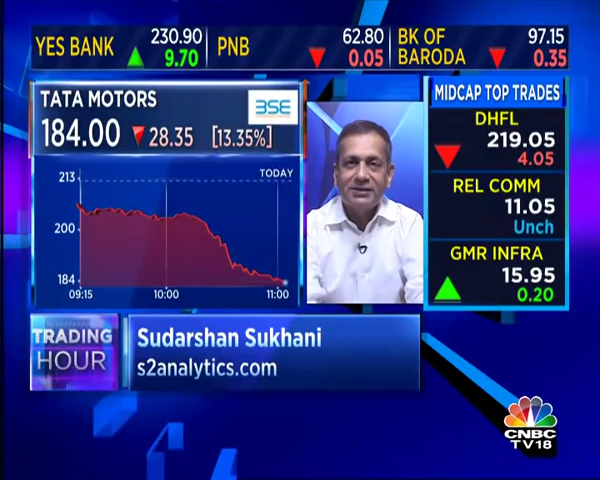 YES BANK 230.90 9.70
PNB 62.80 0.05
BK OF BARODA 97.15 0.35
TATA MOTORS
BSE
184.00 28.35 [13.35%]
TODAY
213
200
184
09:15 10:00 11:00
MIDCAP TOP TRADES
DHFL
219.05
4.05
REL COMM
11.05
Unch
GMR INFRA
15.95
0.20
TRADING
HOUR
Sudarshan Sukhani
s2analytics.com
CNBC
TV18